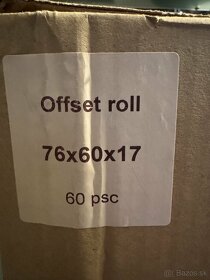 Offset roll
76x60x17
60 psc
Bazos.sk